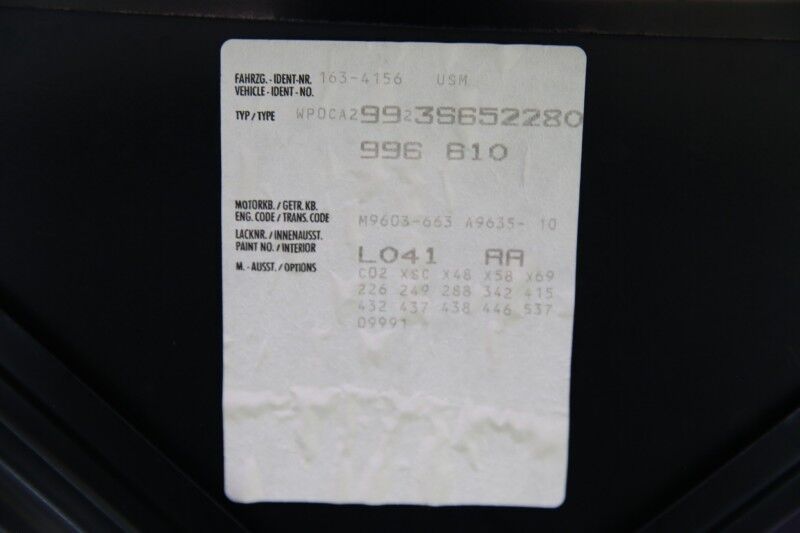 FAHRZG.-IDENT-NR. 163-4156 USM
VEHICLE-IDENT-NO.
TYP/TYPE WP0CA29923S652280
996 610
MOTORKB./GETR.KB.
ENG.CODE/TRANS.CODE M9603-663 A9635- 10
LACKNR./INNENAUSST.
PAINT NO./INTERIOR L041 AA
M.-AUSST./OPTIONS C02 XSC X48 X58 X69
226 249 288 342 415
432 437 438 446 537
09991